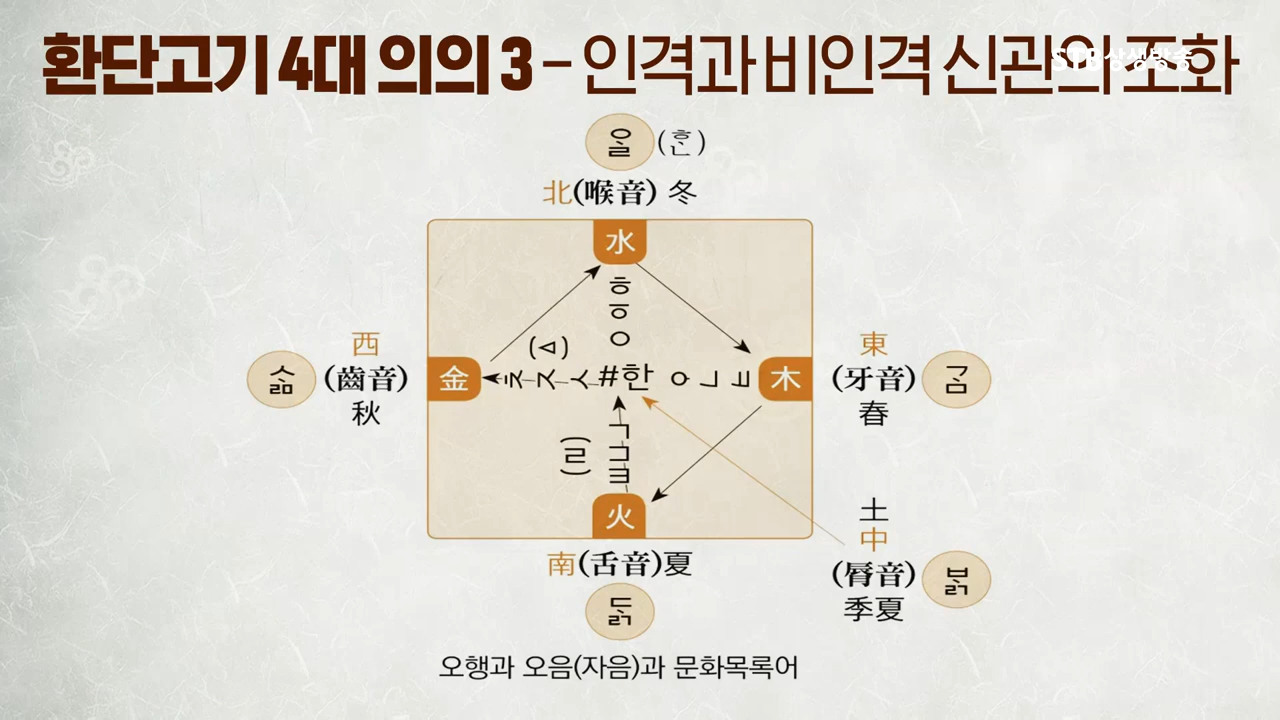 환단고기 4대 의의 3 – 인격과 비인격 신관의 조화
STB상생방송
(ᄒᆞᆫ)
北(喉音) 冬
水
ㅎ
ㅇ
西
(齒音)
秋
金
(ㅿ)
ㅊ ㅈ ㅅ #한
木
東
(牙音)
春
ㄱ
(ㄹ)
ㄷ
火
南(舌音)夏
土
中
(脣音)
季夏
오행과 오음(자음)과 문화목록어